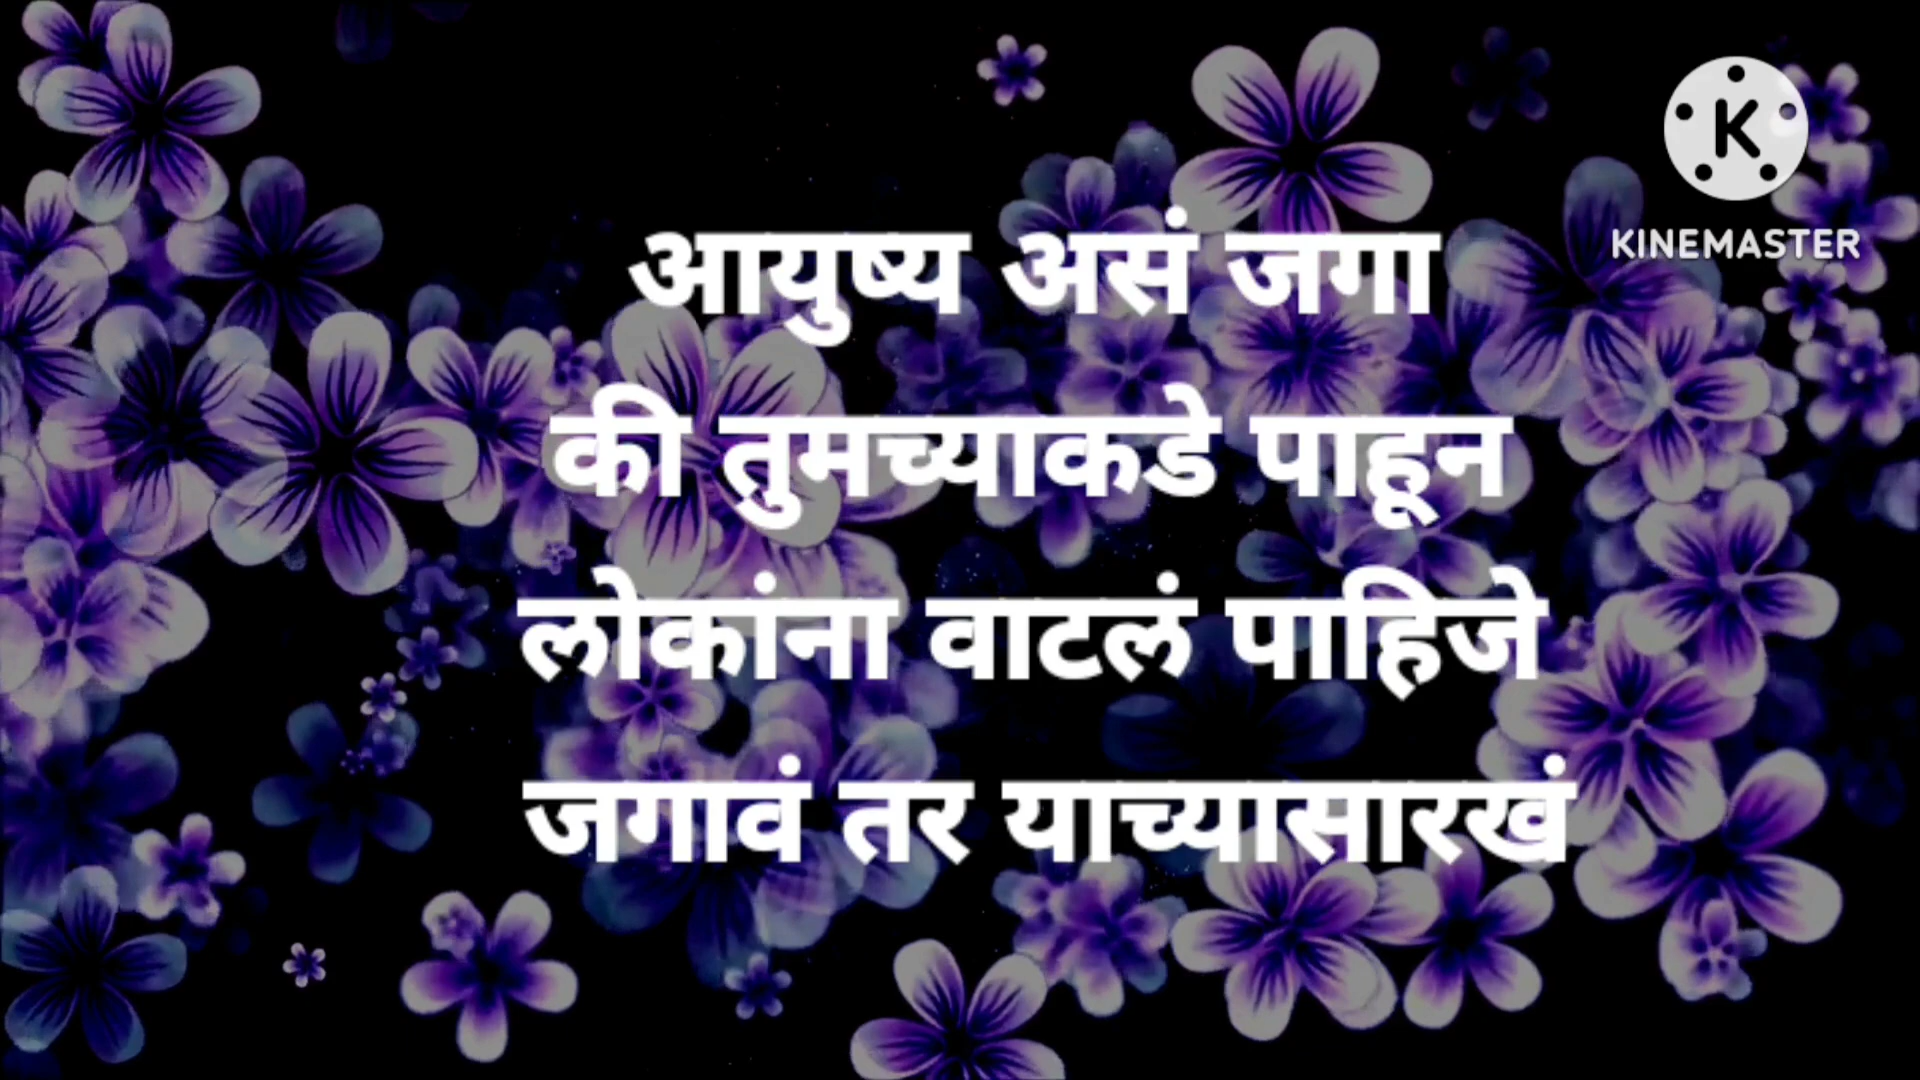 K
KINEMASTER
आयुष्य असं जगा
की तुमच्याकडे पाहून
लोकांना वाटलं पाहिजे
जगावं तर याच्यासारखं